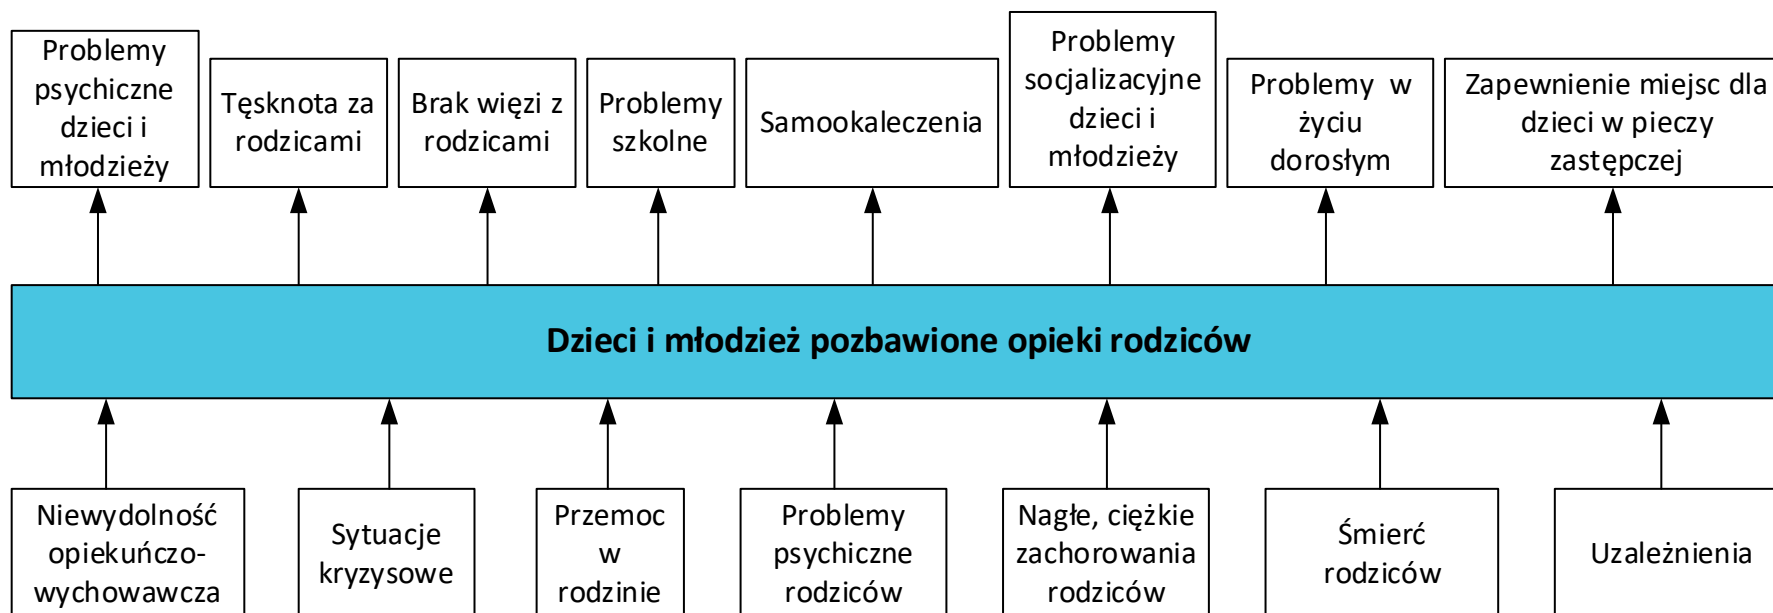 Problemy
psychiczne
dzieci i
młodzieży
Tęsknota za
rodzicami
Brak więzi z
rodzicami
Problemy
szkolne
Samookaleczenia
Problemy
socjalizacyjne
dzieci i
młodzieży
Problemy w
życiu
dorosłym
Zapewnienie miejsc dla
dzieci w pieczy
zastępczej
Dzieci i młodzież pozbawione opieki rodziców
Niewydolność
opiekuńczo-
wychowawcza
Sytuacje
kryzysowe
Przemoc
w
rodzinie
Problemy
psychiczne
rodziców
Nagłe, ciężkie
zachorowania
rodziców
Śmierć
rodziców
Uzależnienia